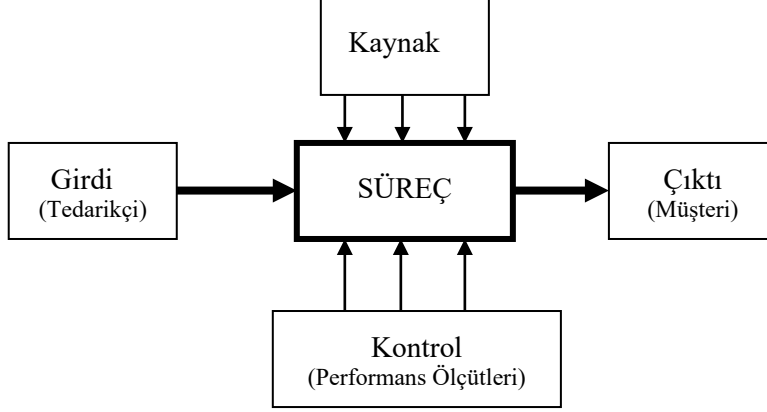 Kaynak
Girdi
(Tedarikçi)
SÜREÇ
Çıktı
(Müşteri)
Kontrol
(Performans Ölçütleri)